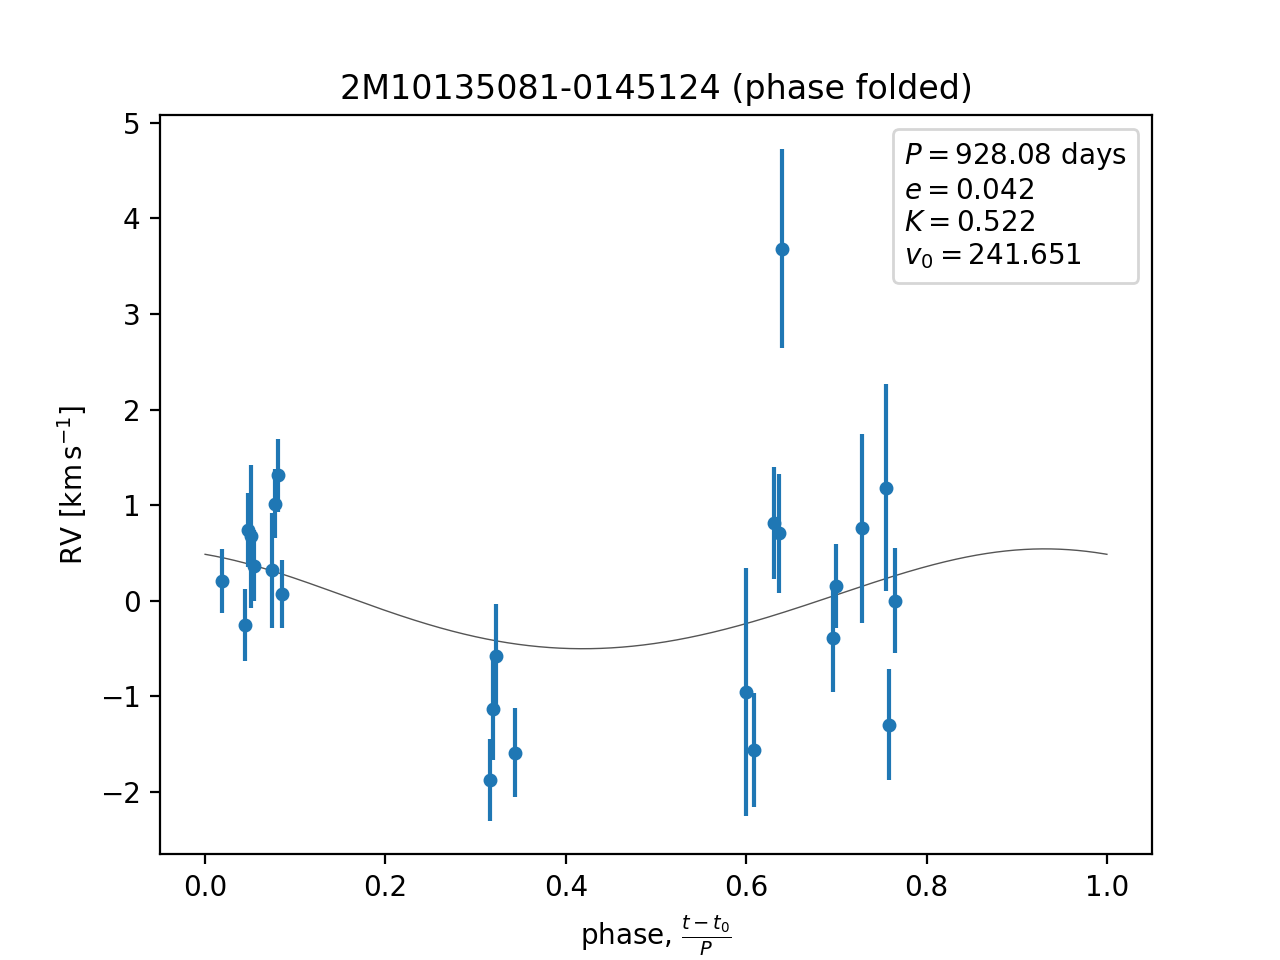 2M10135081-0145124 (phase folded)
P = 928.08 days
e = 0.042
K = 0.522
v₀ = 241.651
5
4
3
2
1
0
−1
−2
RV [km s⁻¹]
0.0 0.2 0.4 0.6 0.8 1.0
phase, (t − t₀)/P